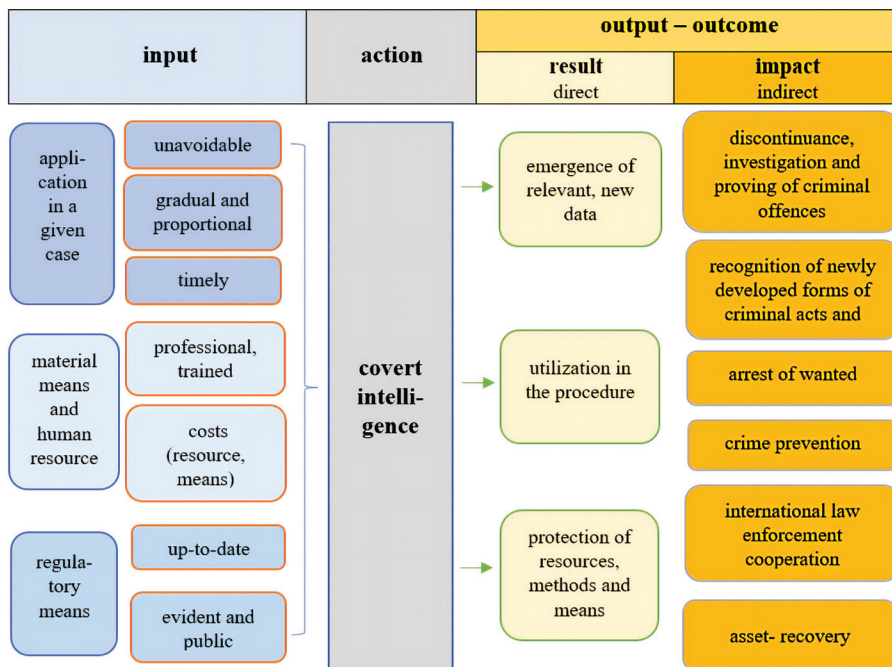 input
action
output – outcome
result
direct
impact
indirect
appli-
cation
in a
given
case
unavoidable
gradual and
proportional
timely
material
means
and
human
resource
professional,
trained
costs
(resource,
means)
regula-
tory
means
up-to-date
evident and
public
covert
intelli-
gence
emergence of
relevant, new
data
utilization in
the procedure
protection of
resources,
methods and
means
discontinuance,
investigation and
proving of criminal
offences
recognition of newly
developed forms of
criminal acts and
arrest of wanted
crime prevention
international law
enforcement
cooperation
asset- recovery